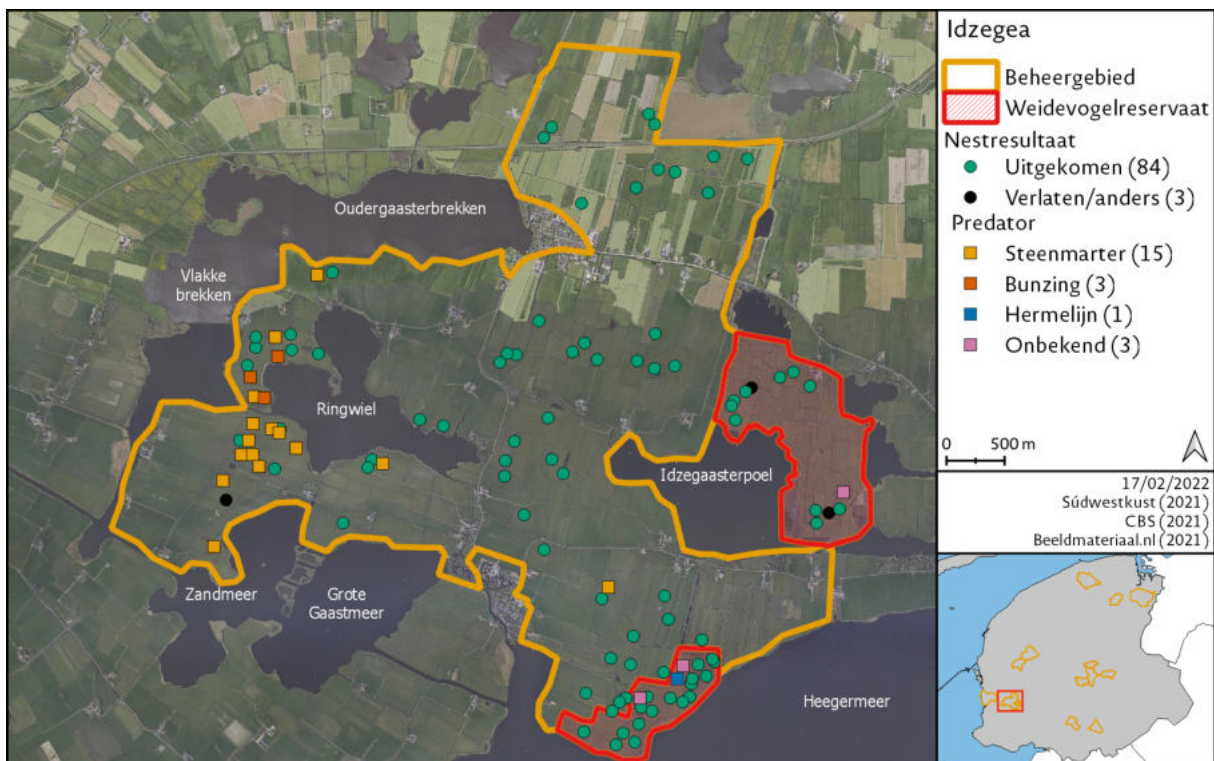 Idzegea
Beheergebied
Weidevogelreservaat
Nestresultaat
Uitgekomen (84)
Verlaten/anders (3)
Predator
Steenmarter (15)
Bunzing (3)
Hermelijn (1)
Onbekend (3)
0 500 m
17/02/2022
Súdwestkust (2021)
CBS (2021)
Beeldmateriaal.nl (2021)
Oudergaasterbrekken
Vlakke
brekken
Ringwiel
Idzegaasterpoel
Zandmeer
Grote
Gaastmeer
Heegermeer